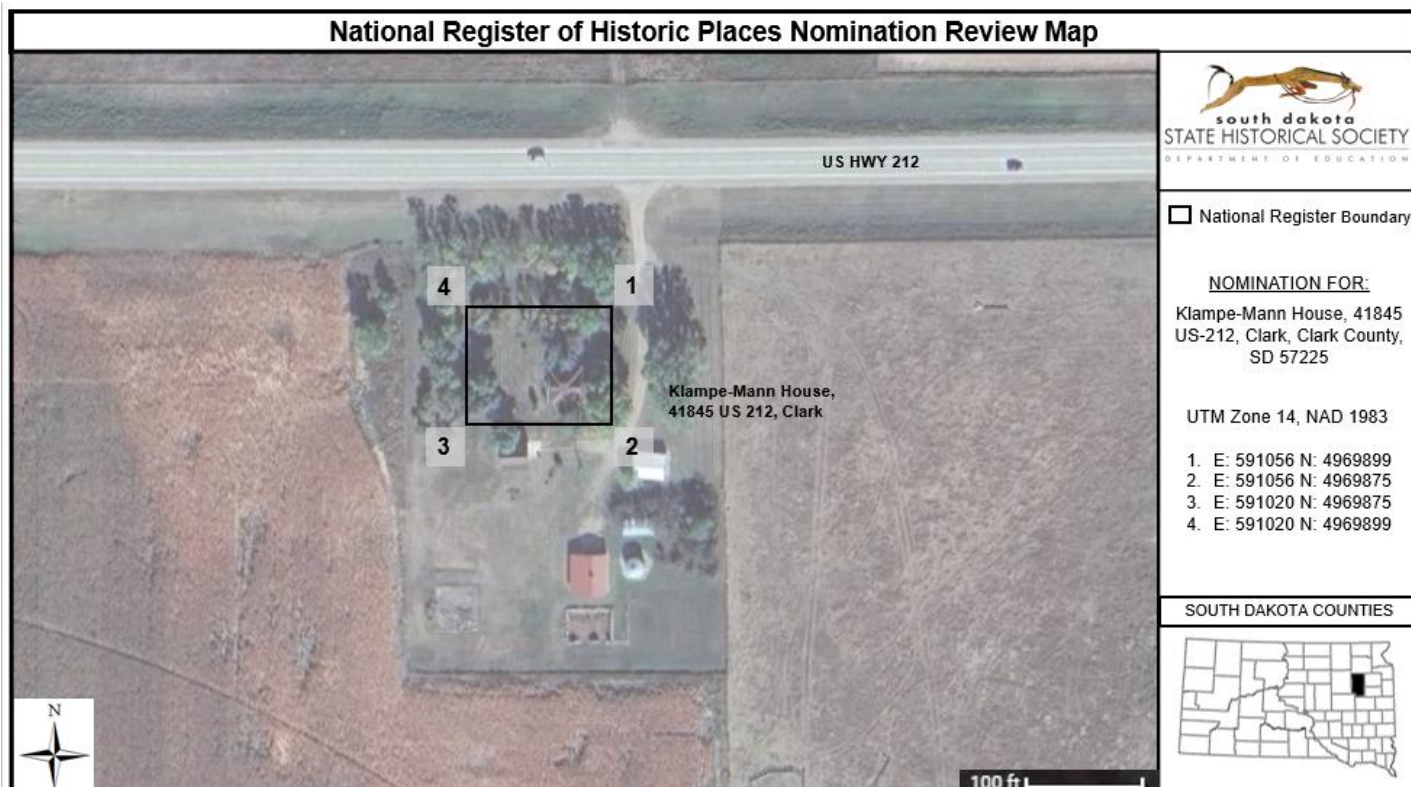 National Register of Historic Places Nomination Review Map
south dakota
STATE HISTORICAL SOCIETY
DEPARTMENT OF EDUCATION
US HWY 212
National Register Boundary
4
1
NOMINATION FOR:
Klampe-Mann House, 41845
US-212, Clark, Clark County,
SD 57225
Klampe-Mann House,
41845 US 212, Clark
UTM Zone 14, NAD 1983
3
2
1. E: 591056 N: 4969899
2. E: 591056 N: 4969875
3. E: 591020 N: 4969875
4. E: 591020 N: 4969899
SOUTH DAKOTA COUNTIES
N
100 ft